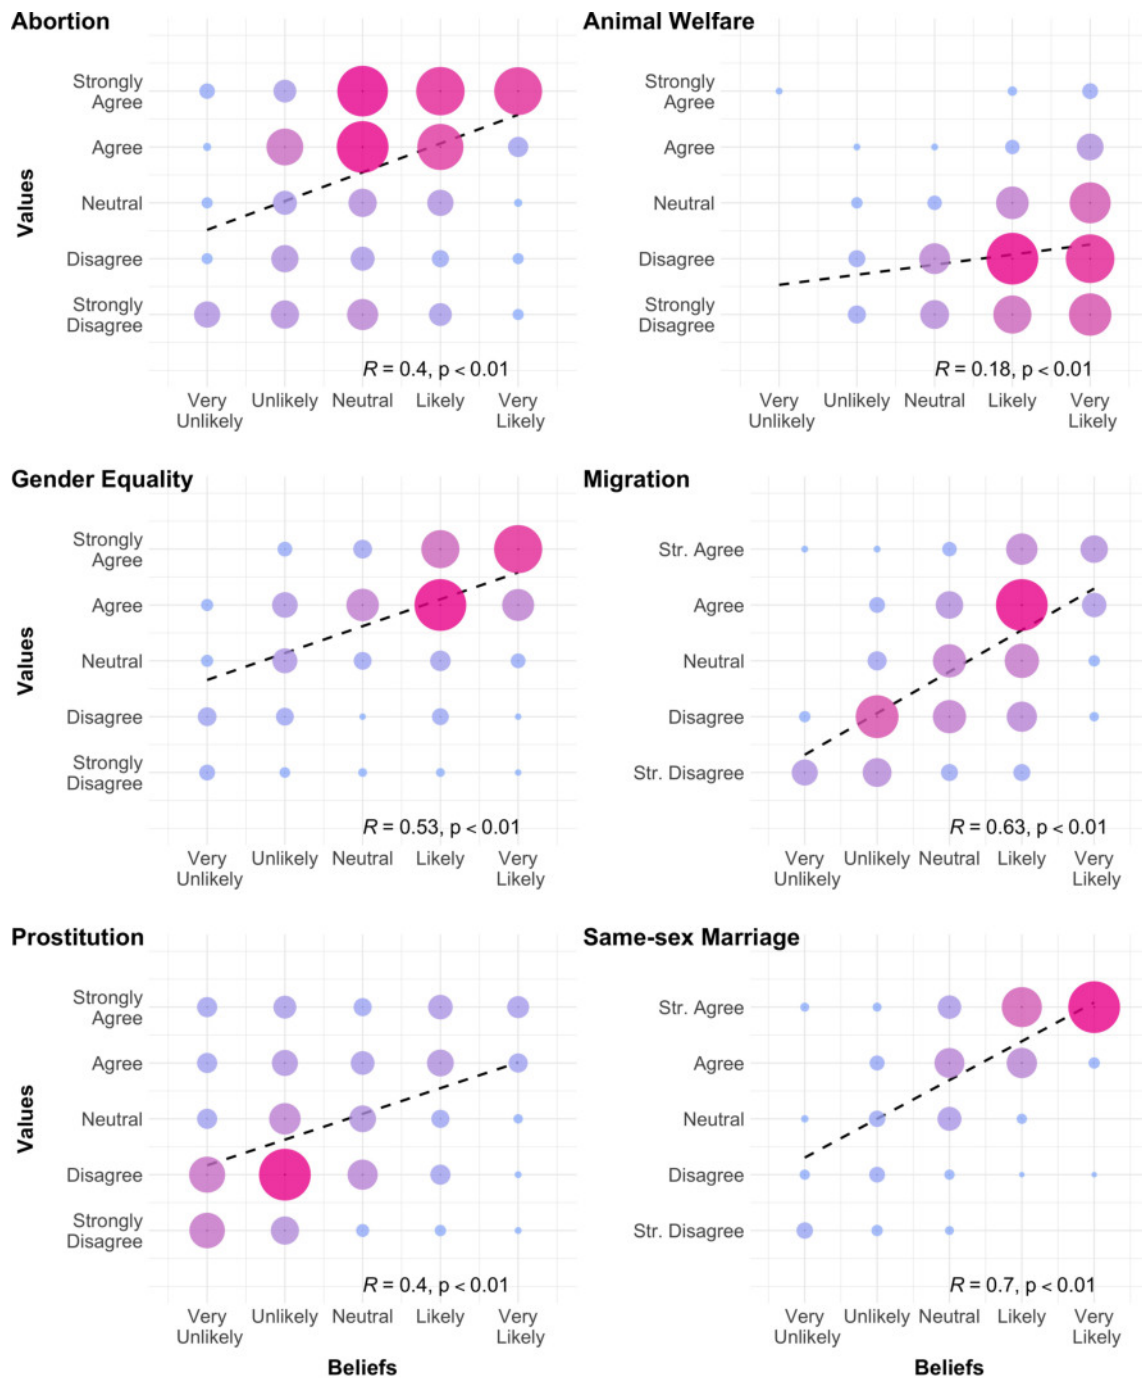 Abortion
Values
Strongly
Agree
Agree
Neutral
Disagree
Strongly
Disagree
R = 0.4, p < 0.01
Very
Unlikely
Unlikely
Neutral
Likely
Very
Likely
Animal Welfare
Strongly
Agree
Agree
Neutral
Disagree
Strongly
Disagree
R = 0.18, p < 0.01
Very
Unlikely
Unlikely
Neutral
Likely
Very
Likely
Gender Equality
Values
Strongly
Agree
Agree
Neutral
Disagree
Strongly
Disagree
R = 0.53, p < 0.01
Very
Unlikely
Unlikely
Neutral
Likely
Very
Likely
Migration
Str. Agree
Agree
Neutral
Disagree
Str. Disagree
R = 0.63, p < 0.01
Very
Unlikely
Unlikely
Neutral
Likely
Very
Likely
Prostitution
Values
Strongly
Agree
Agree
Neutral
Disagree
Strongly
Disagree
R = 0.4, p < 0.01
Very
Unlikely
Unlikely
Neutral
Likely
Very
Likely
Beliefs
Same-sex Marriage
Str. Agree
Agree
Neutral
Disagree
Str. Disagree
R = 0.7, p < 0.01
Very
Unlikely
Unlikely
Neutral
Likely
Very
Likely
Beliefs